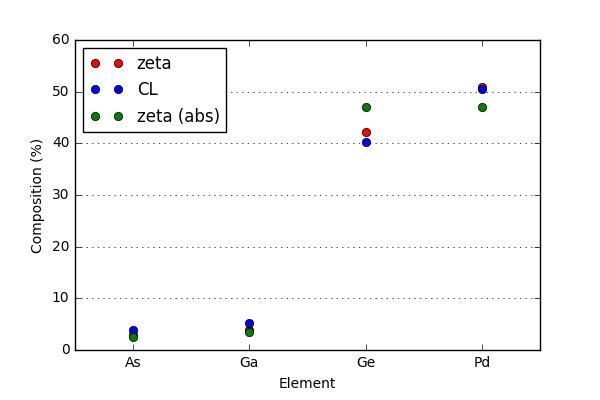 60
50
40
30
20
10
0
Composition (%)
zeta
CL
zeta (abs)
As Ga Ge Pd
Element